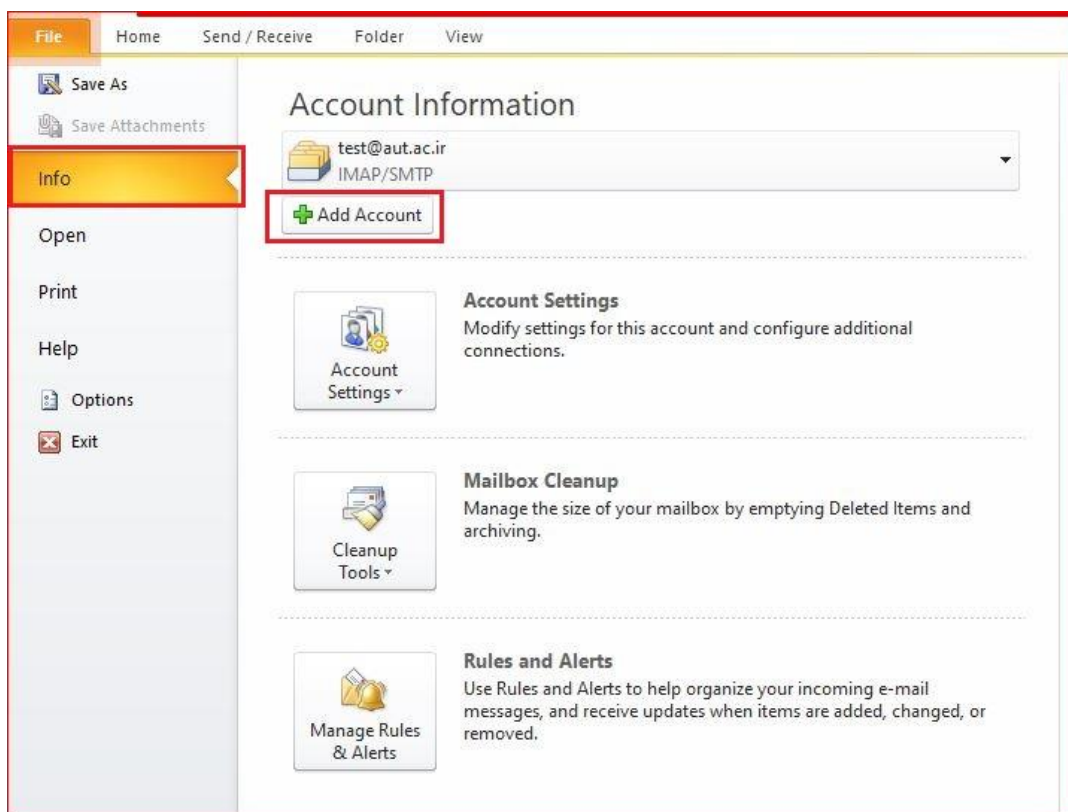 File Home Send / Receive Folder View
Save As
Save Attachments
Info
Open
Print
Help
Options
Exit
Account Information
test@aut.ac.ir
IMAP/SMTP
Add Account
Account
Settings
Account Settings
Modify settings for this account and configure additional
connections.
Cleanup
Tools
Mailbox Cleanup
Manage the size of your mailbox by emptying Deleted Items and
archiving.
Manage Rules
& Alerts
Rules and Alerts
Use Rules and Alerts to help organize your incoming e-mail
messages, and receive updates when items are added, changed, or
removed.